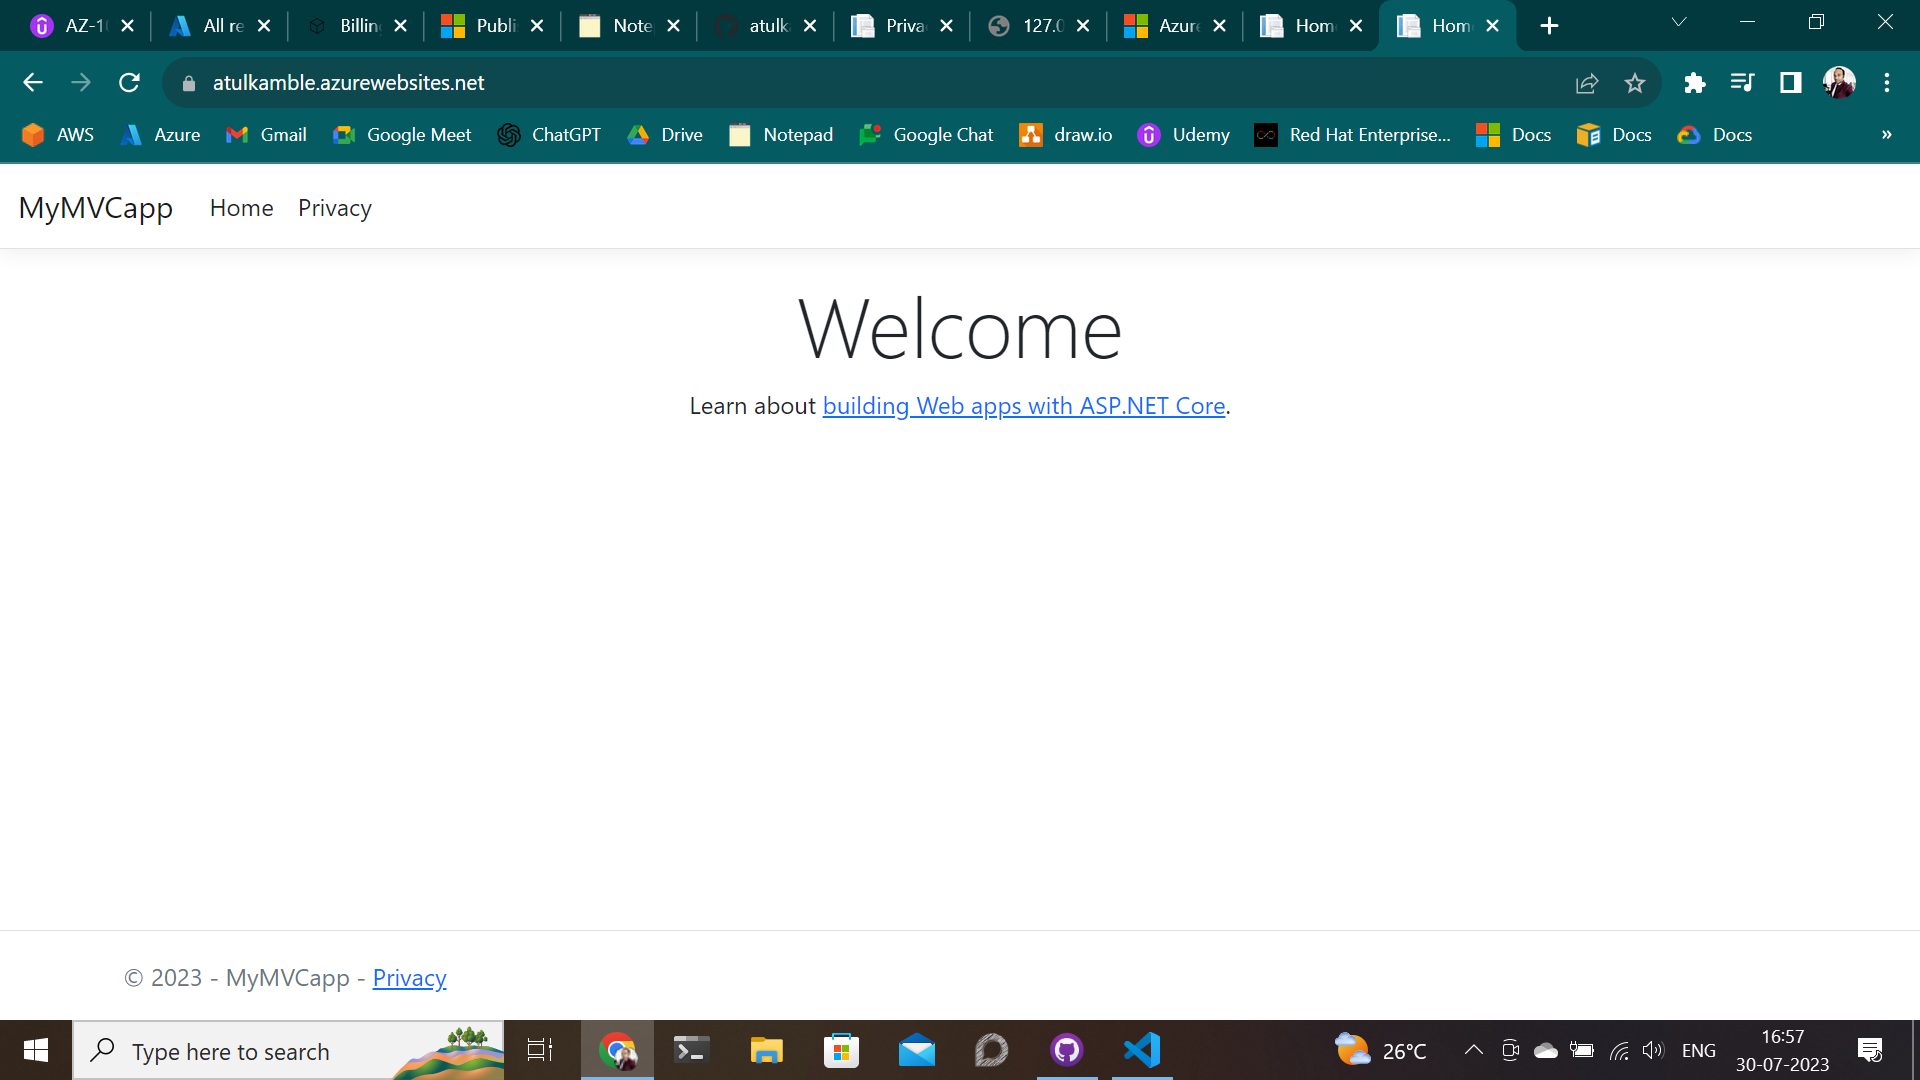 AZ-1 All re Billin Publi Note atulk Priva 127.0 Azure Hom Hom
atulkamble.azurewebsites.net
AWS Azure Gmail Google Meet ChatGPT Drive Notepad Google Chat draw.io Udemy Red Hat Enterprise... Docs Docs Docs »
MyMVCapp Home Privacy
Welcome
Learn about building Web apps with ASP.NET Core.
© 2023 - MyMVCapp - Privacy
Type here to search 26°C ENG 16:57
30-07-2023